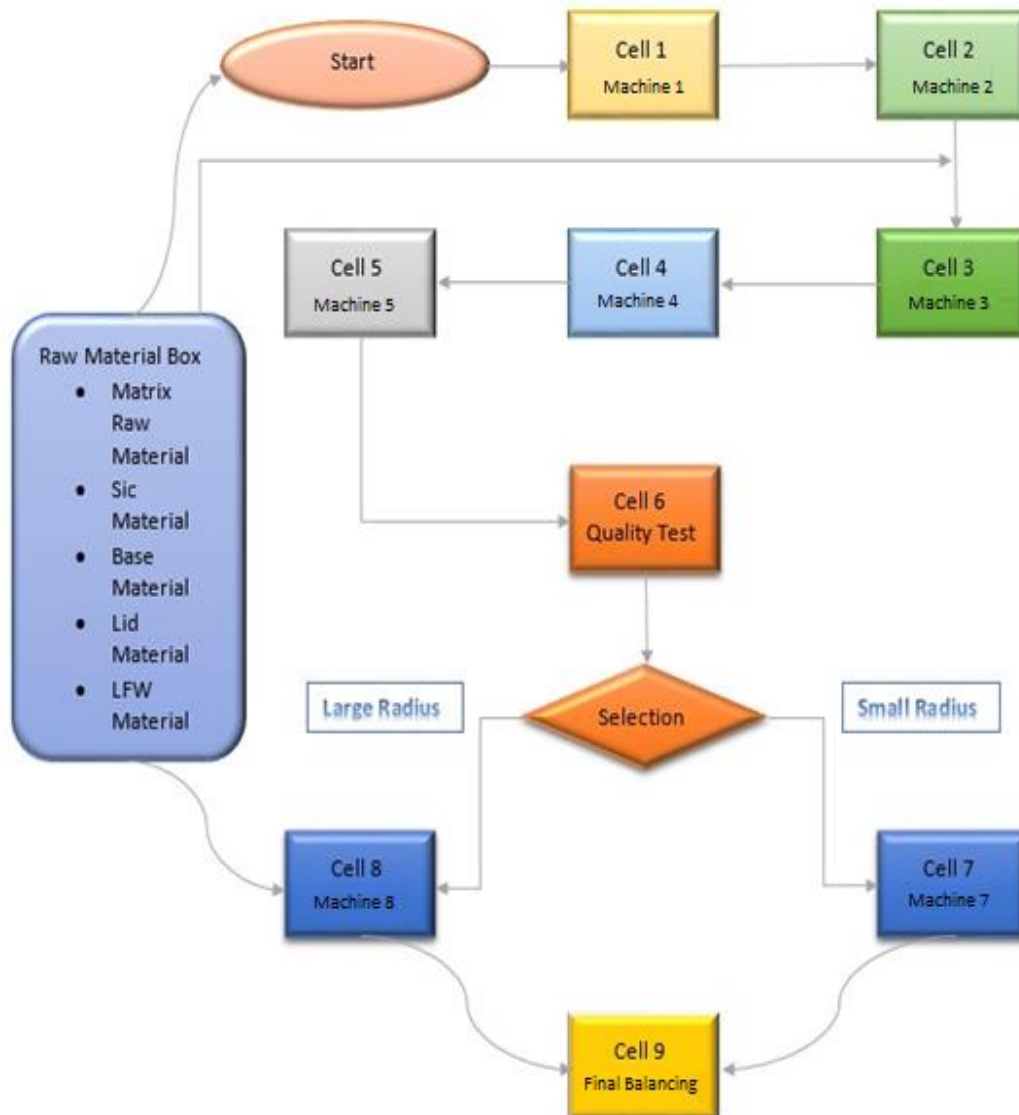 Start
Cell 1
Machine 1
Cell 2
Machine 2
Cell 5
Machine 5
Cell 4
Machine 4
Cell 3
Machine 3
Raw Material Box
• Matrix
Raw
Material
• Sic
Material
• Base
Material
• Lid
Material
• LFW
Material
Cell 6
Quality Test
Large Radius
Selection
Small Radius
Cell 8
Machine 8
Cell 7
Machine 7
Cell 9
Final Balancing